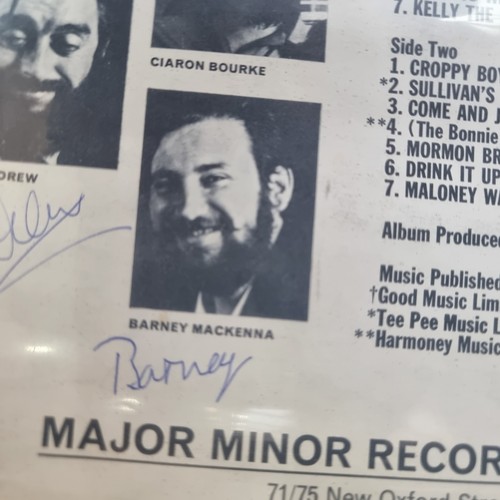 7. KELLY THE
Side Two
1. CROPPY BOY
*2. SULLIVAN'S
3. COME AND J
**4. (The Bonnie
5. MORMON BR
6. DRINK IT UP
7. MALONEY WA
Album Produced
Music Published
†Good Music Lim
*Tee Pee Music L
**Harmoney Music
CIARON BOURKE
DREW
BARNEY MACKENNA
Barney
MAJOR MINOR RECOR
71/75 New Oxford